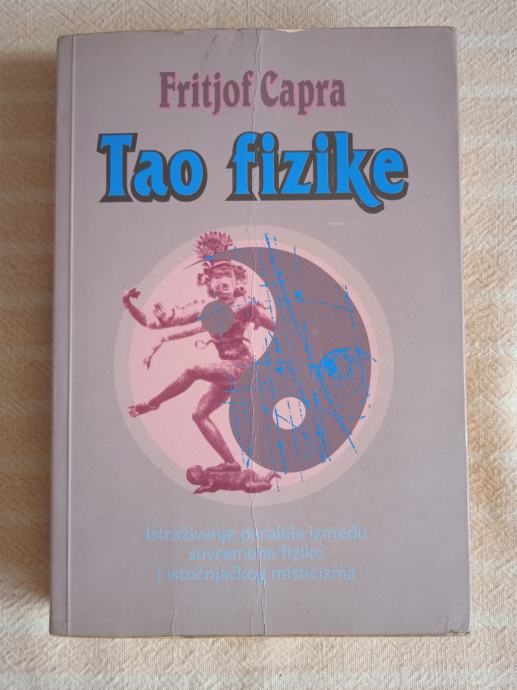 Fritjof Capra
Tao fizike
Istraživanje paralela između
suvremene fizike
i istočnjačkog misticizma